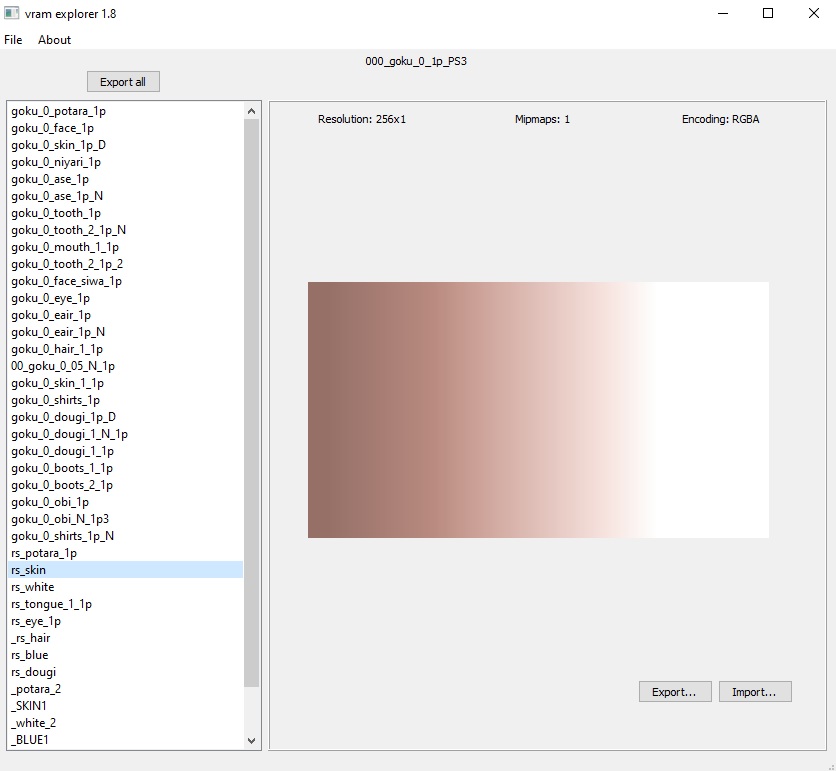 vram explorer 1.8
File About
000_goku_0_1p_PS3
Export all
goku_0_potara_1p
goku_0_face_1p
goku_0_skin_1p_D
goku_0_niyari_1p
goku_0_ase_1p
goku_0_ase_1p_N
goku_0_tooth_1p
goku_0_tooth_2_1p_N
goku_0_mouth_1_1p
goku_0_tooth_2_1p_2
goku_0_face_siwa_1p
goku_0_eye_1p
goku_0_eair_1p
goku_0_eair_1p_N
goku_0_hair_1_1p
00_goku_0_05_N_1p
goku_0_skin_1_1p
goku_0_shirts_1p
goku_0_dougi_1p_D
goku_0_dougi_1_N_1p
goku_0_dougi_1_1p
goku_0_boots_1_1p
goku_0_boots_2_1p
goku_0_obi_1p
goku_0_obi_N_1p3
goku_0_shirts_1p_N
rs_potara_1p
rs_skin
rs_white
rs_tongue_1_1p
rs_eye_1p
_rs_hair
rs_blue
rs_dougi
_potara_2
_SKIN1
_white_2
_BLUE1
Resolution: 256x1 Mipmaps: 1 Encoding: RGBA
Export... Import...